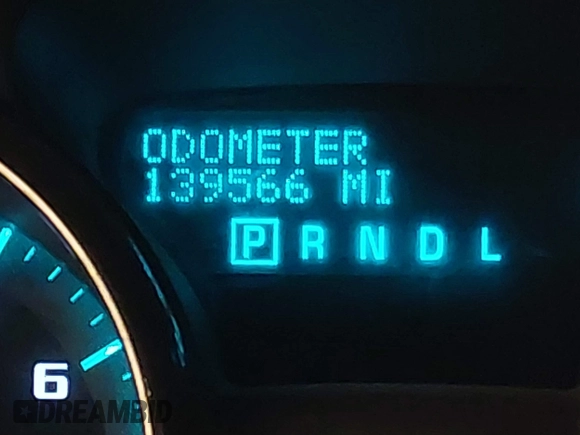 ODOMETER
139566 MI
P R N D L
6
DREAMBID